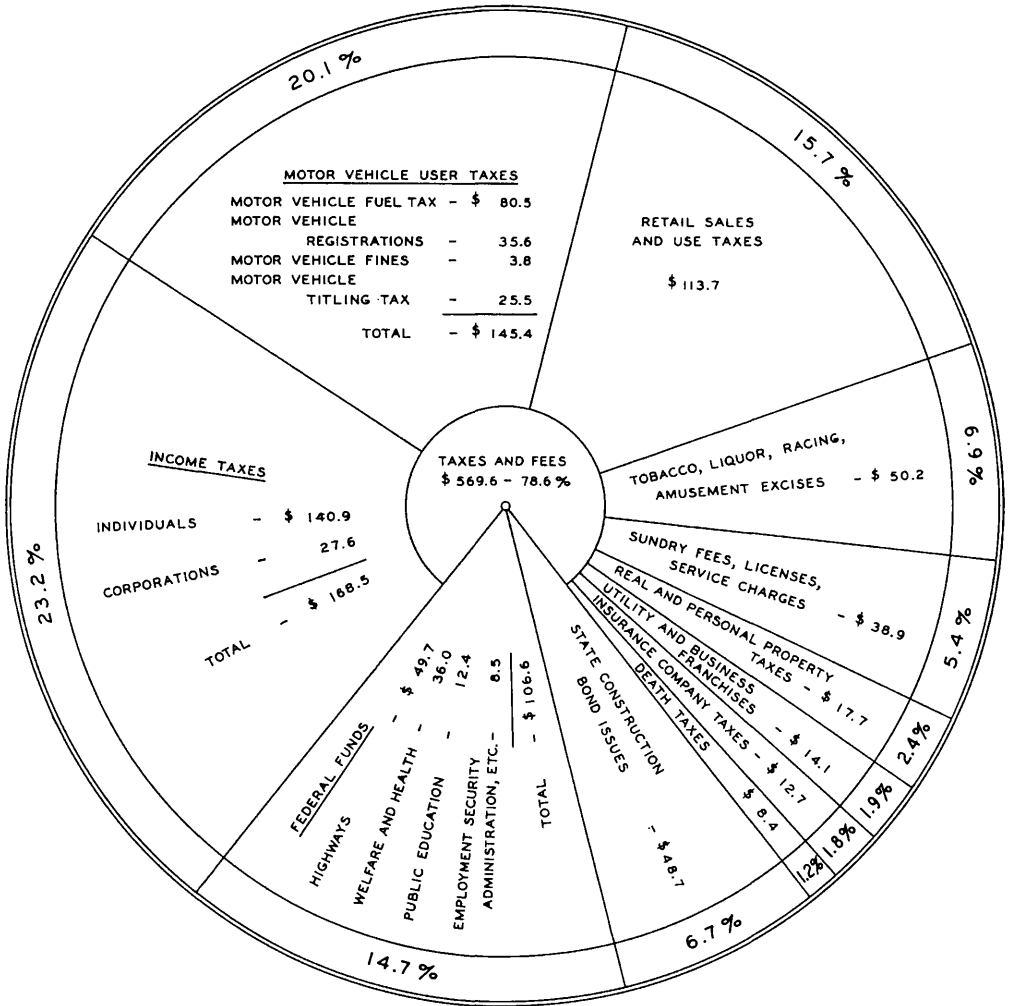 20.1 %
MOTOR VEHICLE USER TAXES
MOTOR VEHICLE FUEL TAX – $ 80.5
MOTOR VEHICLE
REGISTRATIONS – 35.6
MOTOR VEHICLE FINES – 3.8
MOTOR VEHICLE
TITLING TAX – 25.5
TOTAL – $ 145.4
15.7 %
RETAIL SALES
AND USE TAXES
$ 113.7
6.9 %
TOBACCO, LIQUOR, RACING,
AMUSEMENT EXCISES – $ 50.2
5.4 %
SUNDRY FEES, LICENSES,
SERVICE CHARGES – $ 38.9
2.4%
REAL AND PERSONAL PROPERTY
TAXES – $ 17.7
1.9%
UTILITY AND BUSINESS
FRANCHISES – $ 14.1
1.8%
INSURANCE COMPANY TAXES – $ 12.7
1.2%
DEATH TAXES $ 8.4
6.7 %
STATE CONSTRUCTION
BOND ISSUES – $ 48.7
14.7 %
FEDERAL FUNDS
HIGHWAYS – $ 49.7
WELFARE AND HEALTH – 36.0
PUBLIC EDUCATION – 12.4
EMPLOYMENT SECURITY
ADMINISTRATION, ETC. – 8.5
TOTAL – $ 106.6
23.2 %
INCOME TAXES
INDIVIDUALS – $ 140.9
CORPORATIONS – 27.6
TOTAL – $ 168.5
TAXES AND FEES
$ 569.6 – 78.6 %